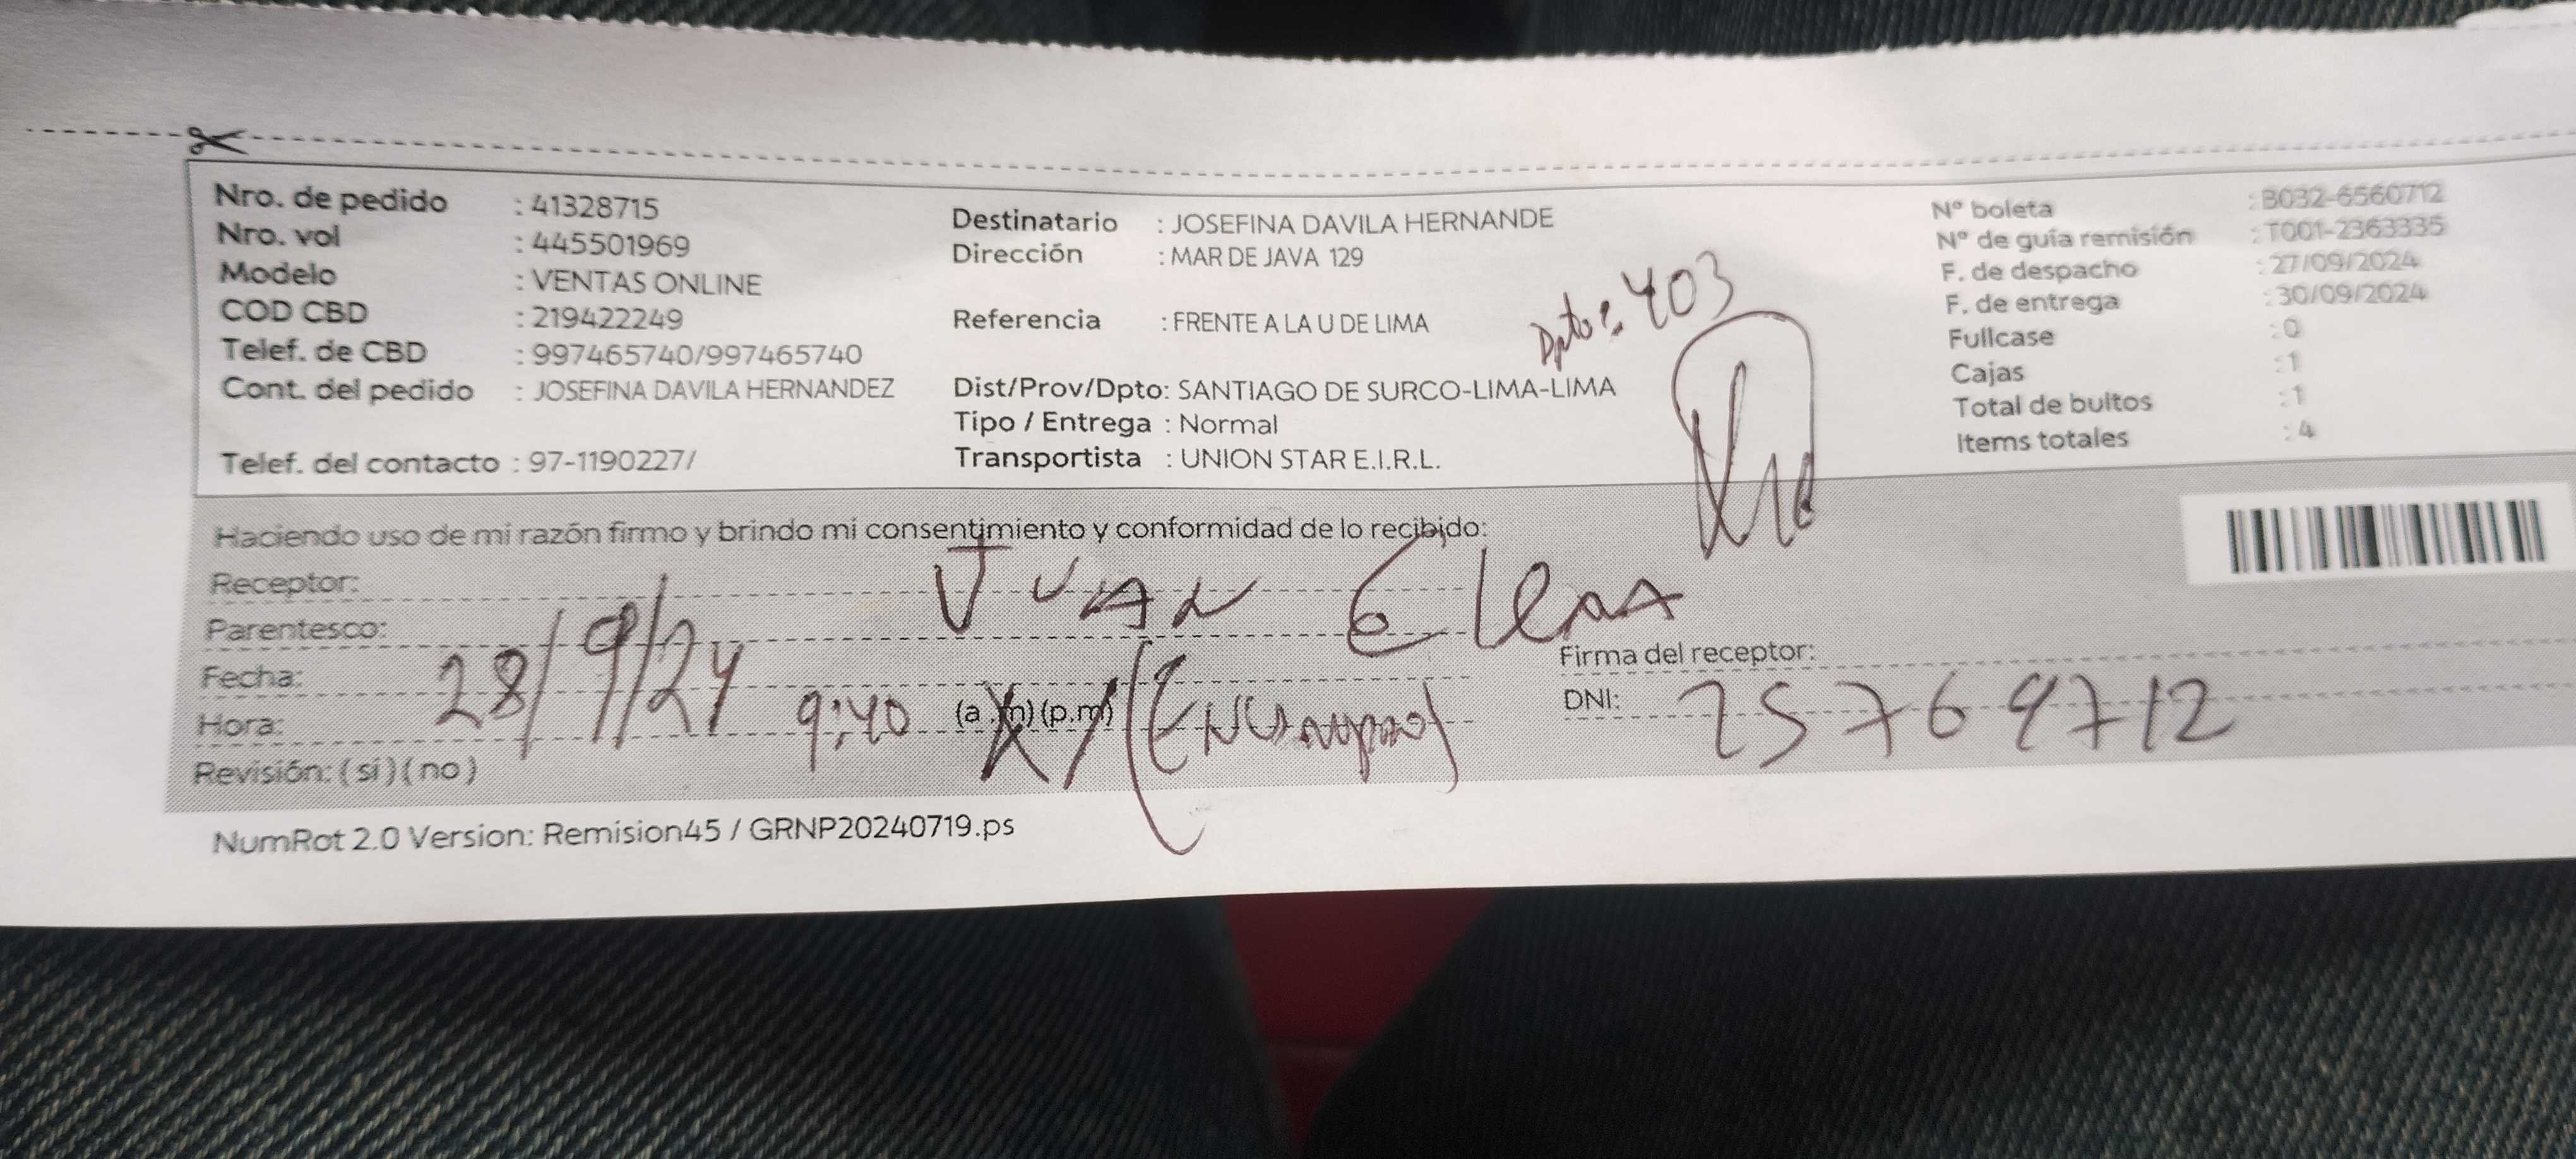 Nro. de pedido : 41328715
Nro. vol : 445501969
Modelo : VENTAS ONLINE
COD CBD : 219422249
Telef. de CBD : 997465740/997465740
Cont. del pedido : JOSEFINA DAVILA HERNANDEZ
Telef. del contacto : 97-1190227/
Destinatario : JOSEFINA DAVILA HERNANDE
Dirección : MAR DE JAVA 129
Referencia : FRENTE A LA U DE LIMA
Dpto: 403
Dist/Prov/Dpto: SANTIAGO DE SURCO-LIMA-LIMA
Tipo / Entrega : Normal
Transportista : UNION STAR E.I.R.L.
N° boleta : B032-6560712
N° de guía remisión : T001-2363335
F. de despacho : 27/09/2024
F. de entrega : 30/09/2024
Fullcase : 0
Cajas : 1
Total de bultos : 1
Items totales : 4
Haciendo uso de mi razón firmo y brindo mi consentimiento y conformidad de lo recibido:
Receptor: JUAN
Parentesco:
Fecha: 28/9/24
Hora: 9:40 (a.m) (p.m)
Revisión: (si) (no)
Firma del receptor:
DNI: 25769712
NumRot 2.0 Version: Remision45 / GRNP20240719.ps